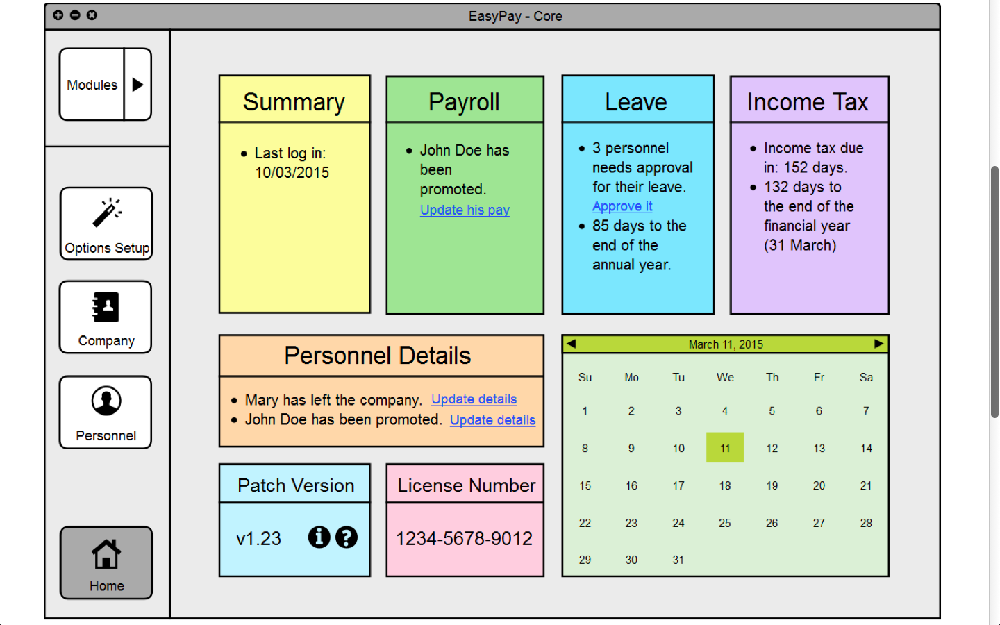 EasyPay - Core
Modules
Options Setup
Company
Personnel
Home
Summary
Last log in:
10/03/2015
Payroll
John Doe has
been
promoted.
Update his pay
Leave
3 personnel
needs approval
for their leave.
Approve it
85 days to the
end of the
annual year.
Income Tax
Income tax due
in: 152 days.
132 days to
the end of the
financial year
(31 March)
Personnel Details
Mary has left the company. Update details
John Doe has been promoted. Update details
Patch Version
v1.23
License Number
1234-5678-9012
March 11, 2015
Su Mo Tu We Th Fr Sa
1 2 3 4 5 6 7
8 9 10 11 12 13 14
15 16 17 18 19 20 21
22 23 24 25 26 27 28
29 30 31